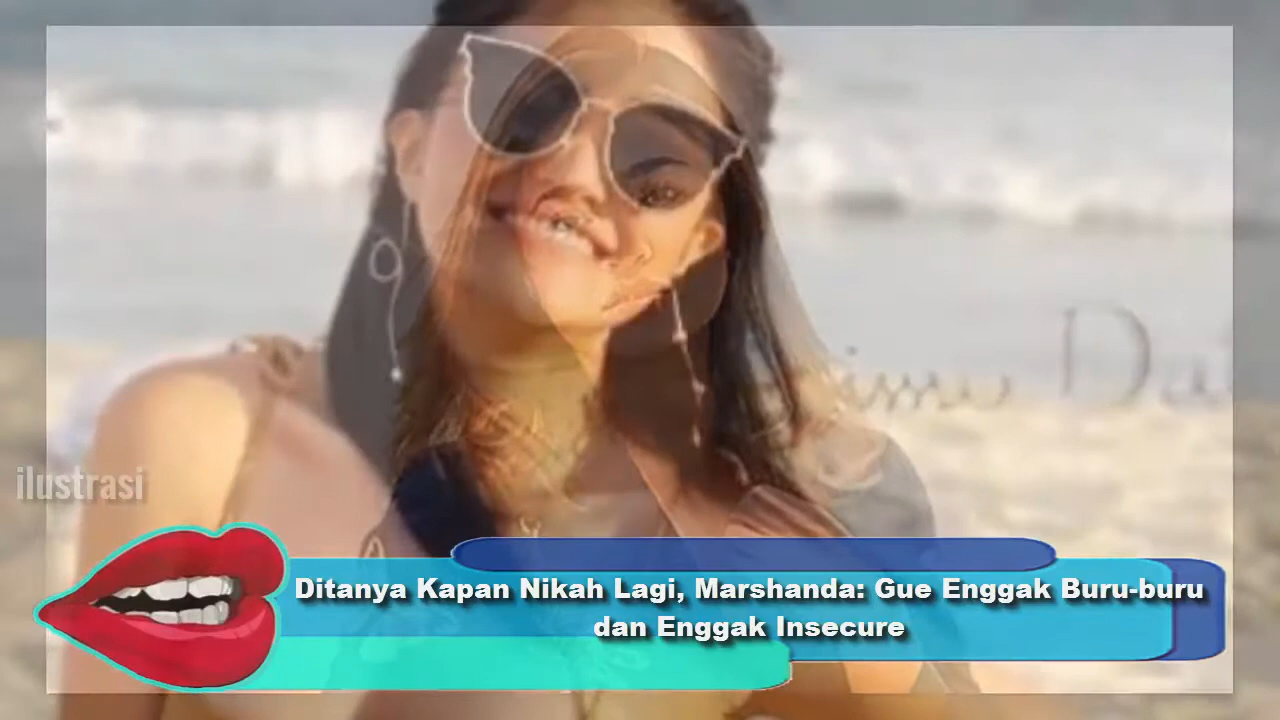 ilustrasi
Ditanya Kapan Nikah Lagi, Marshanda: Gue Enggak Buru-buru
dan Enggak Insecure